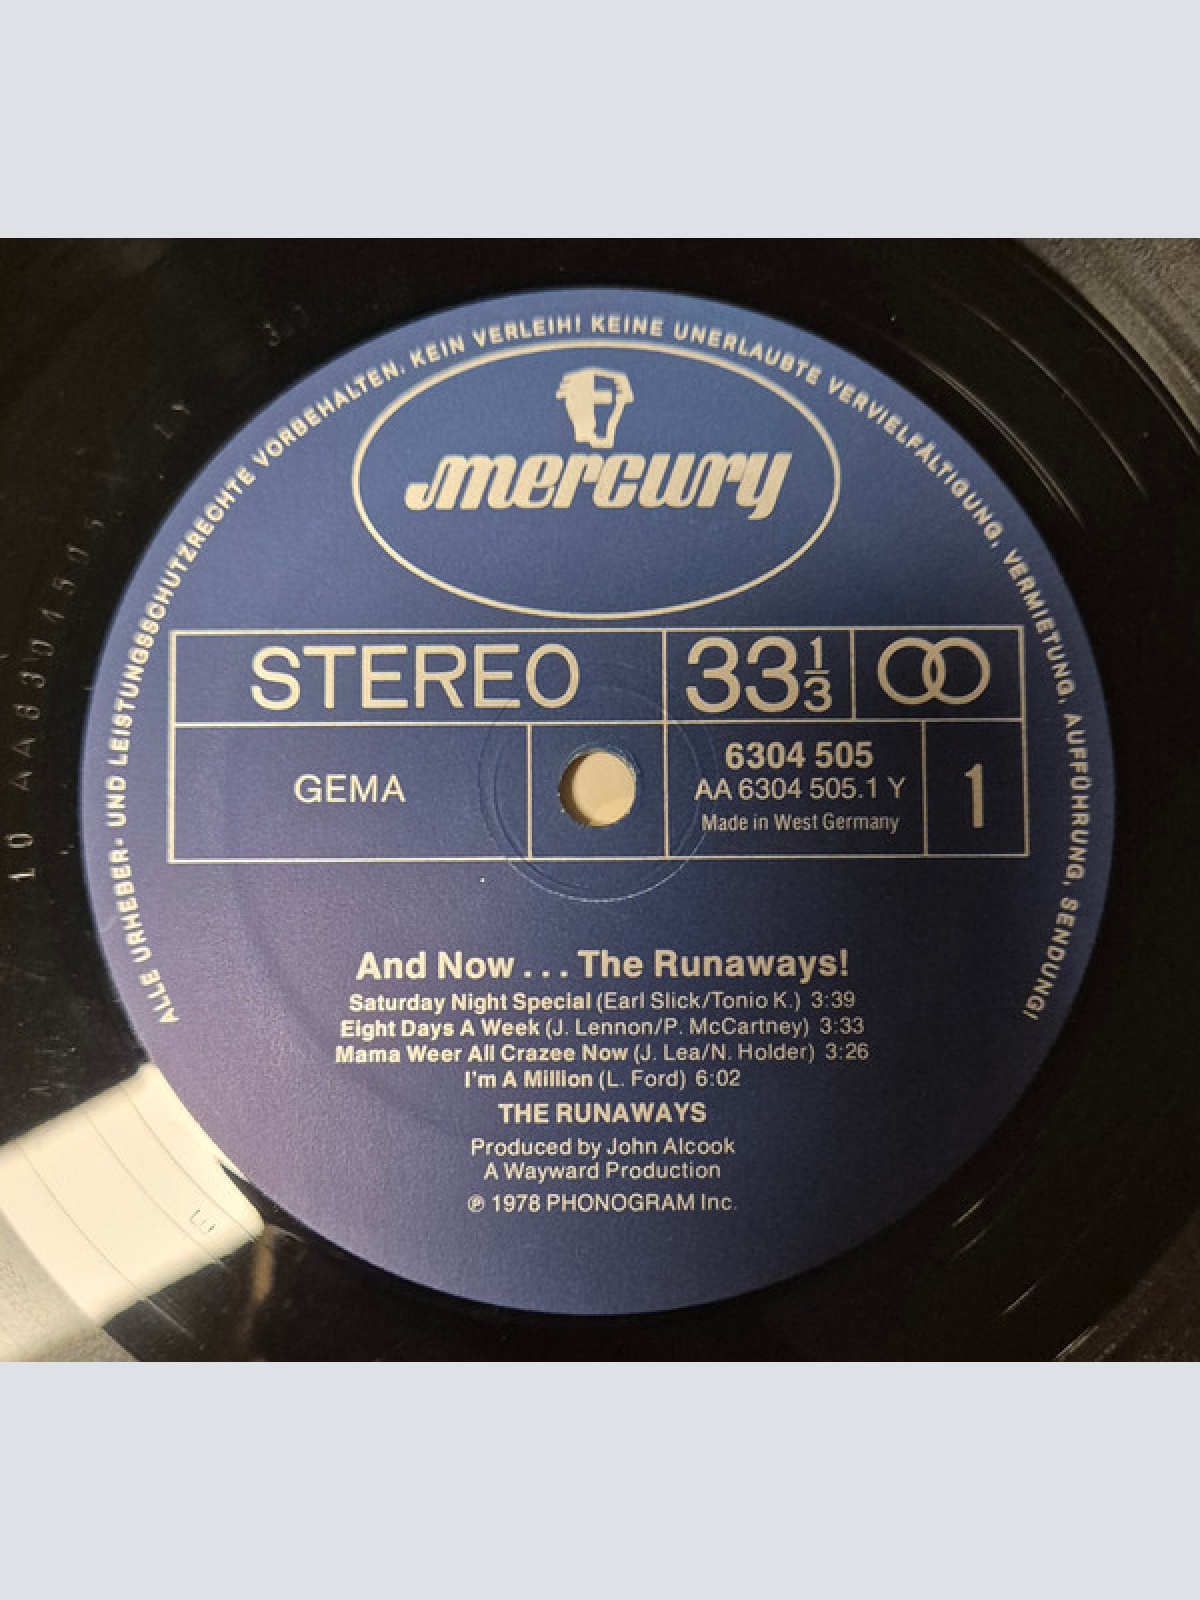 ALLE URHEBER- UND LEISTUNGSSCHUTZRECHTE VORBEHALTEN. KEIN VERLEIH! KEINE UNERLAUBTE VERVIELFÄLTIGUNG, VERMIETUNG, AUFFÜHRUNG, SENDUNG!
mercury
STEREO 33 1/3
GEMA 6304 505 1
AA 6304 505.1 Y
Made in West Germany
And Now . . . The Runaways!
Saturday Night Special (Earl Slick/Tonio K.) 3:39
Eight Days A Week (J. Lennon/P. McCartney) 3:33
Mama Weer All Crazee Now (J. Lea/N. Holder) 3:26
I'm A Million (L. Ford) 6:02
THE RUNAWAYS
Produced by John Alcook
A Wayward Production
℗ 1978 PHONOGRAM Inc.